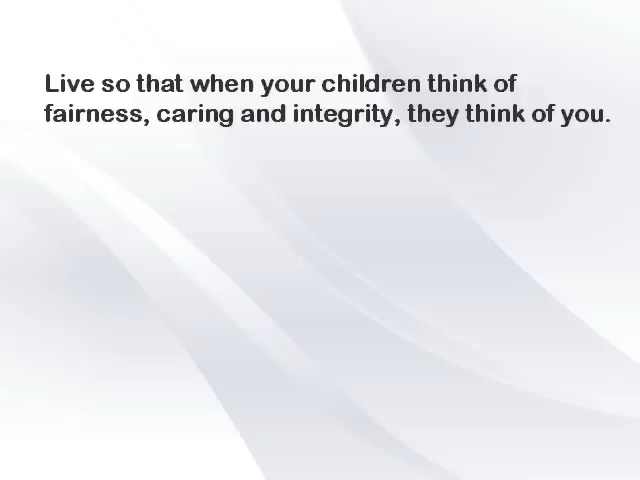 Live so that when your children think of
fairness, caring and integrity, they think of you.